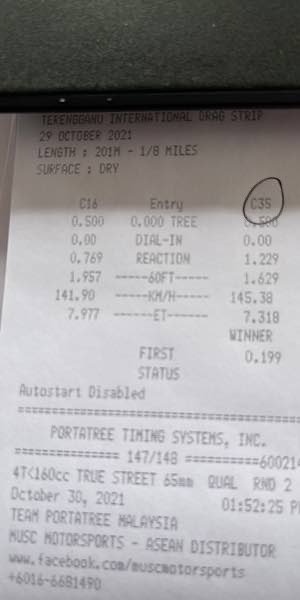 TERENGGANU INTERNATIONAL DRAG STRIP
29 OCTOBER 2021
LENGTH : 201M - 1/8 MILES
SURFACE : DRY
C16 Entry C35
0.500 0.000 TREE 0.500
0.00 DIAL-IN 0.00
0.769 REACTION 1.229
1.957 -----60FT----- 1.629
141.90 -----KM/H----- 145.38
7.977 ------ET------ 7.318
WINNER
FIRST 0.199
STATUS
Autostart Disabled
PORTATREE TIMING SYSTEMS, INC.
=============== 147/148 ==========600214
4T<160cc TRUE STREET 65mm QUAL RND 2
October 30, 2021 01:52:25 P
TEAM PORTATREE MALAYSIA
MUSC MOTORSPORTS - ASEAN DISTRIBUTOR
www.facebook.com/muscmotorsports
+6016-6681490